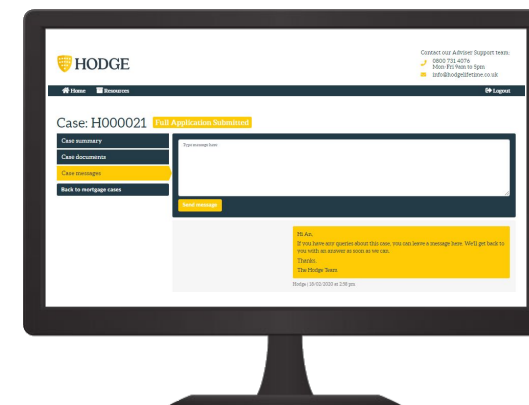 HODGE
Contact our Adviser Support team:
0800 731 4076
Mon-Fri 9am to 5pm
info@hodgelifetime.co.uk
Home Resources Logout
Case: H000021 Full Application Submitted
Case summary
Case documents
Case messages
Back to mortgage cases
Type message here
Send message
Hi An,
If you have any queries about this case, you can leave a message here. We'll get back to
you with an answer as soon as we can.
Thanks,
The Hodge Team